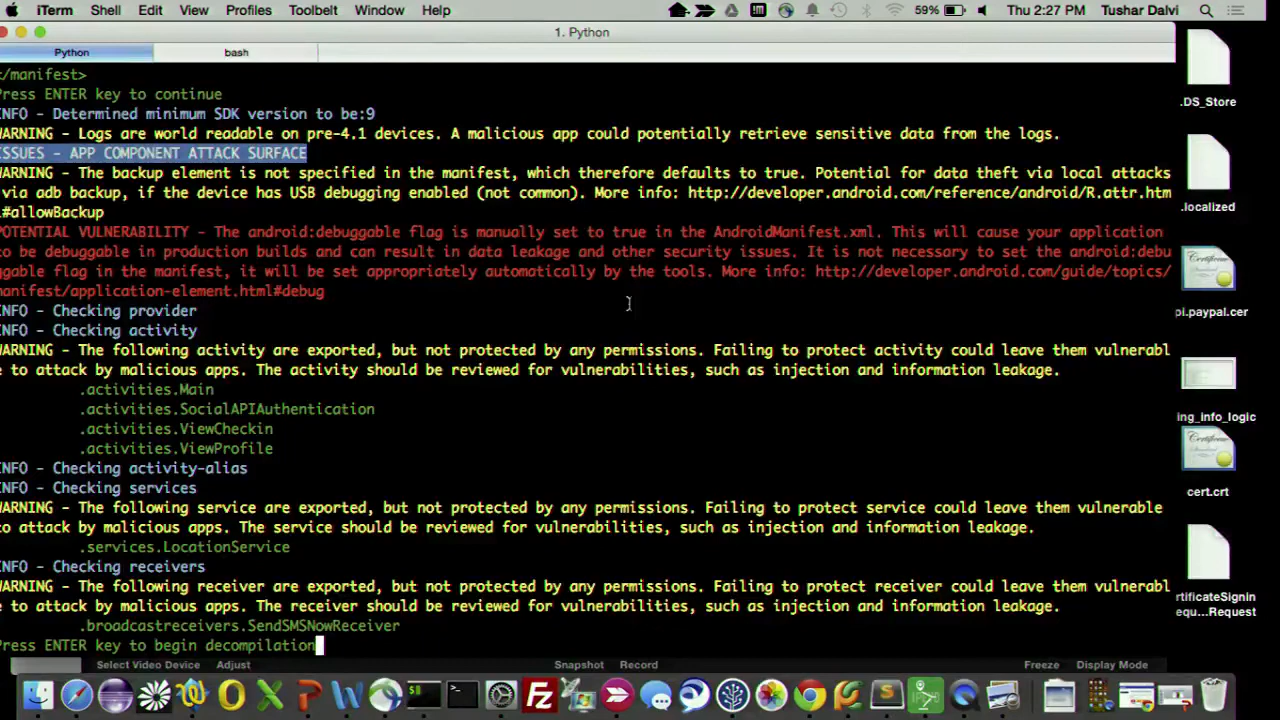 iTerm Shell Edit View Profiles Toolbelt Window Help 59% Thu 2:27 PM Tushar Dalvi
1. Python
Python bash
</manifest>
Press ENTER key to continue
INFO - Determined minimum SDK version to be:9
WARNING - Logs are world readable on pre-4.1 devices. A malicious app could potentially retrieve sensitive data from the logs.
ISSUES - APP COMPONENT ATTACK SURFACE
WARNING - The backup element is not specified in the manifest, which therefore defaults to true. Potential for data theft via local attacks
via adb backup, if the device has USB debugging enabled (not common). More info: http://developer.android.com/reference/android/R.attr.htm
l#allowBackup
POTENTIAL VULNERABILITY - The android:debuggable flag is manually set to true in the AndroidManifest.xml. This will cause your application
to be debuggable in production builds and can result in data leakage and other security issues. It is not necessary to set the android:debu
ggable flag in the manifest, it will be set appropriately automatically by the tools. More info: http://developer.android.com/guide/topics/
manifest/application-element.html#debug
INFO - Checking provider
INFO - Checking activity
WARNING - The following activity are exported, but not protected by any permissions. Failing to protect activity could leave them vulnerabl
e to attack by malicious apps. The activity should be reviewed for vulnerabilities, such as injection and information leakage.
.activities.Main
.activities.SocialAPIAuthentication
.activities.ViewCheckin
.activities.ViewProfile
INFO - Checking activity-alias
INFO - Checking services
WARNING - The following service are exported, but not protected by any permissions. Failing to protect service could leave them vulnerable
to attack by malicious apps. The service should be reviewed for vulnerabilities, such as injection and information leakage.
.services.LocationService
INFO - Checking receivers
WARNING - The following receiver are exported, but not protected by any permissions. Failing to protect receiver could leave them vulnerabl
e to attack by malicious apps. The receiver should be reviewed for vulnerabilities, such as injection and information leakage.
.broadcastreceivers.SendSMSNowReceiver
Press ENTER key to begin decompilation
.DS_Store
.localized
pi.paypal.cer
ing_info_logic
cert.crt
rtificateSignin
equ...Request
Select Video Device Adjust Snapshot Record Freeze Display Mode